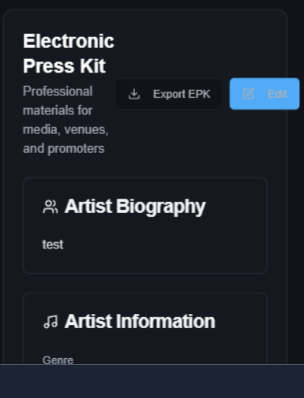 Electronic
Press Kit
Professional
materials for
media, venues,
and promoters
Export EPK
Edit
Artist Biography
test
Artist Information
Genre